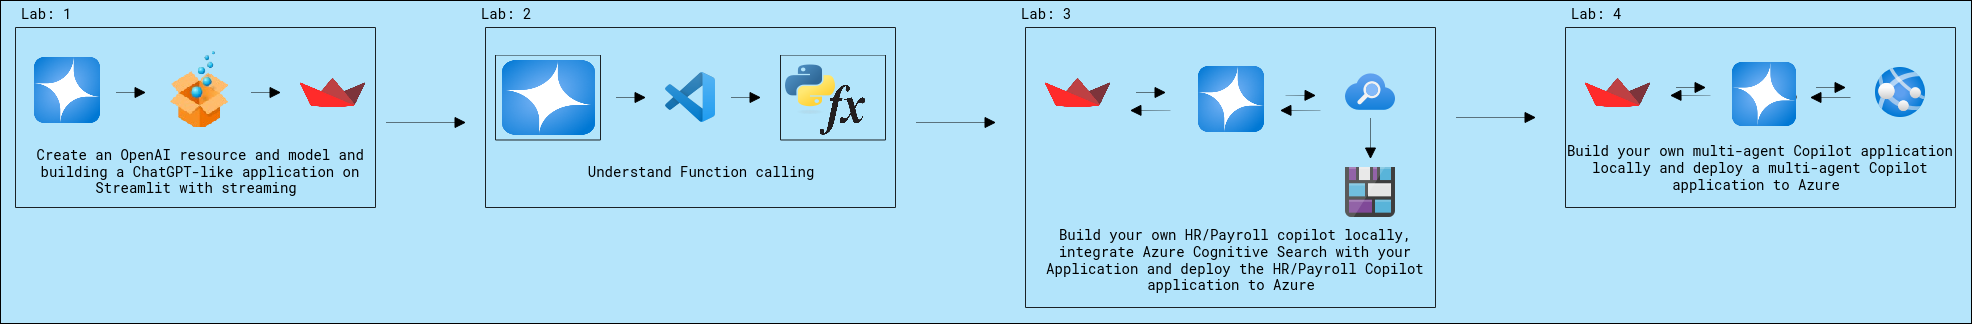 Lab: 1
Create an OpenAI resource and model and
building a ChatGPT-like application on
Streamlit with streaming
Lab: 2
fx
Understand Function calling
Lab: 3
Build your own HR/Payroll copilot locally,
integrate Azure Cognitive Search with your
Application and deploy the HR/Payroll Copilot
application to Azure
Lab: 4
Build your own multi-agent Copilot application
locally and deploy a multi-agent Copilot
application to Azure